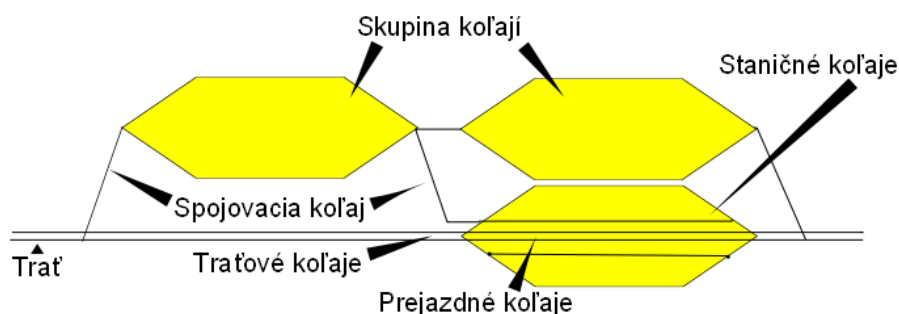 Skupina koľají
Staničné koľaje
Spojovacia koľaj
Traťové koľaje
Trať
Prejazdné koľaje